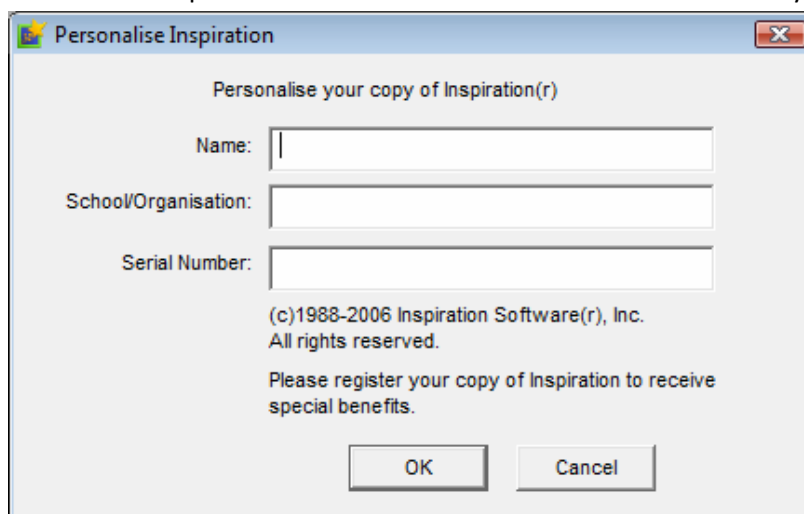 Personalise Inspiration
Personalise your copy of Inspiration(r)
Name:
School/Organisation:
Serial Number:
(c)1988-2006 Inspiration Software(r), Inc.
All rights reserved.
Please register your copy of Inspiration to receive
special benefits.
OK Cancel